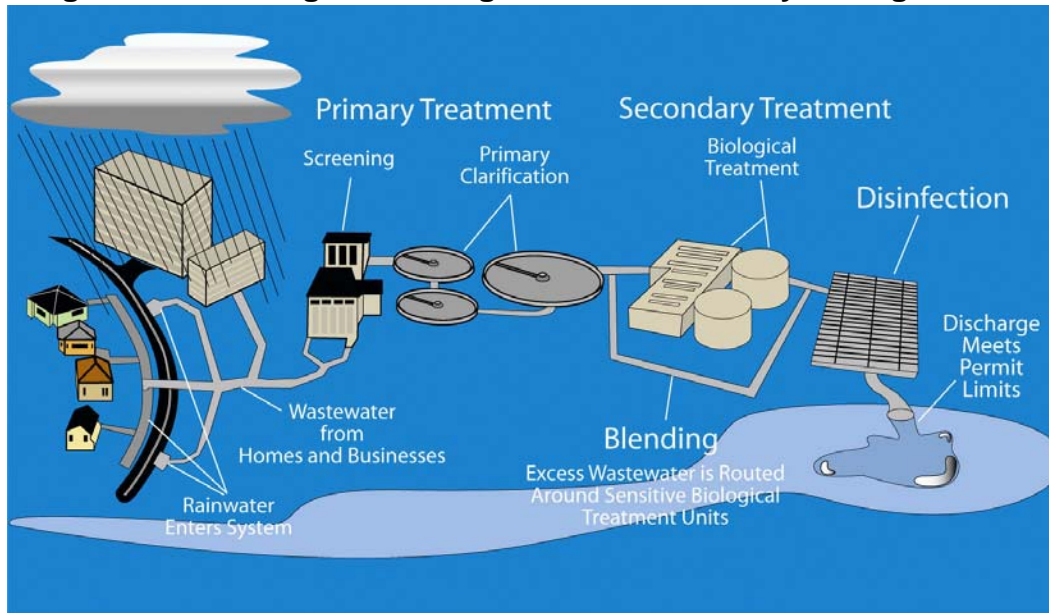 Primary Treatment
Secondary Treatment
Screening
Primary
Clarification
Biological
Treatment
Disinfection
Discharge
Meets
Permit
Limits
Wastewater
from
Homes and Businesses
Blending
Excess Wastewater is Routed
Around Sensitive Biological
Treatment Units
Rainwater
Enters System